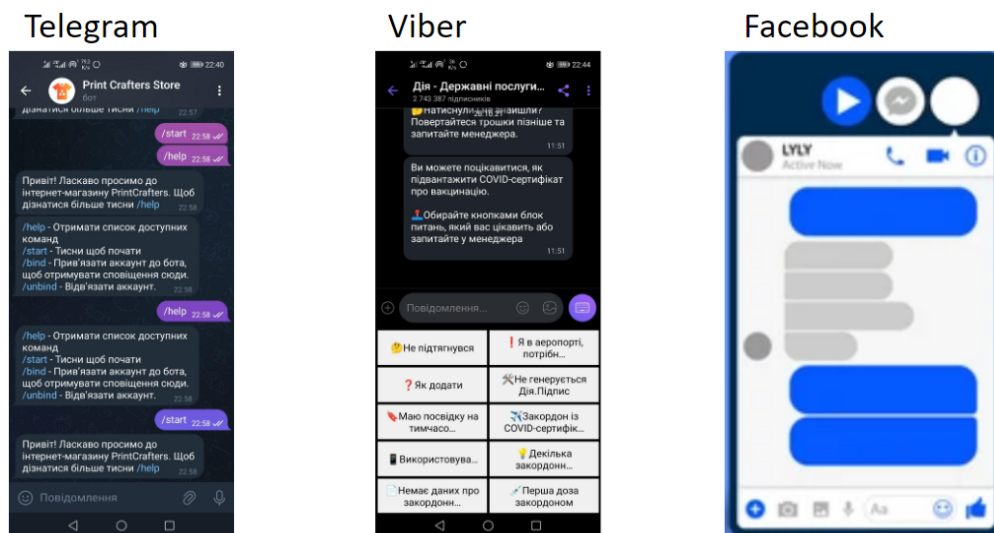 Telegram
Viber
Facebook
22:40
Print Crafters Store
бот
дізнатися більше тисни /help
22:57
/start 22:58
/help 22:58
Привіт! Ласкаво просимо до
інтернет-магазину PrintCrafters. Щоб
дізнатися більше тисни /help
22:58
/help - Отримати список доступних
команд
/start - Тисни щоб почати
/bind - Прив'язати аккаунт до бота,
щоб отримувати сповіщення сюди.
/unbind - Відв'язати аккаунт.
22:58
/help 22:58
/help - Отримати список доступних
команд
/start - Тисни щоб почати
/bind - Прив'язати аккаунт до бота,
щоб отримувати сповіщення сюди.
/unbind - Відв'язати аккаунт.
22:58
/start 22:58
Привіт! Ласкаво просимо до
інтернет-магазину PrintCrafters. Щоб
дізнатися більше тисни /help
22:58
Повідомлення
22:44
Дія - Державні послуги...
2 743 387 підписників
Повертайтеся трошки пізніше та
запитайте менеджера.
11:51
Ви можете поцікавитися, як
підвантажити COVID-сертифікат
про вакцинацію.
Обирайте кнопками блок
питань, який вас цікавить або
запитайте у менеджера
11:51
Повідомлення...
Не підтягнувся
Я в аеропорті,
потрібн...
Як додати
Не генерується
Дія.Підпис
Маю посвідку на
тимчасо...
Закордон із
COVID-сертифік...
Використовува...
Декілька
закордонн...
Немає даних про
закордонн...
Перша доза
закордоном
LYLY
Active Now
Aa